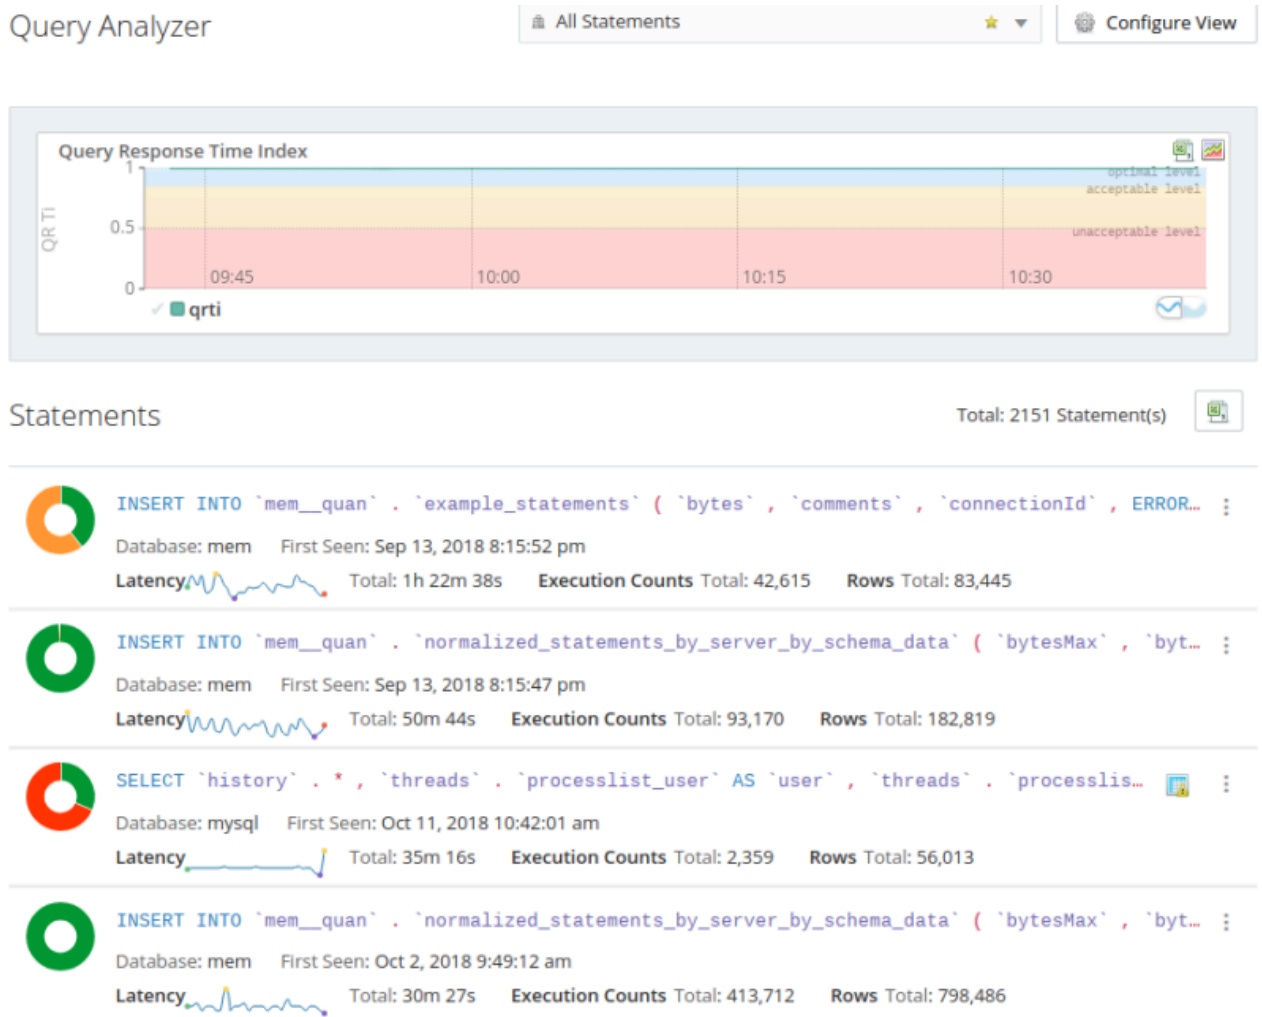 Query Analyzer
All Statements
Configure View
Query Response Time Index
optimal level
acceptable level
unacceptable level
QR Ti
1
0.5
0
09:45 10:00 10:15 10:30
qrti
Statements
Total: 2151 Statement(s)
INSERT INTO `mem__quan` . `example_statements` ( `bytes` , `comments` , `connectionId` , ERROR…
Database: mem First Seen: Sep 13, 2018 8:15:52 pm
Latency Total: 1h 22m 38s Execution Counts Total: 42,615 Rows Total: 83,445
INSERT INTO `mem__quan` . `normalized_statements_by_server_by_schema_data` ( `bytesMax` , `byt…
Database: mem First Seen: Sep 13, 2018 8:15:47 pm
Latency Total: 50m 44s Execution Counts Total: 93,170 Rows Total: 182,819
SELECT `history` . * , `threads` . `processlist_user` AS `user` , `threads` . `processlis…
Database: mysql First Seen: Oct 11, 2018 10:42:01 am
Latency Total: 35m 16s Execution Counts Total: 2,359 Rows Total: 56,013
INSERT INTO `mem__quan` . `normalized_statements_by_server_by_schema_data` ( `bytesMax` , `byt…
Database: mem First Seen: Oct 2, 2018 9:49:12 am
Latency Total: 30m 27s Execution Counts Total: 413,712 Rows Total: 798,486